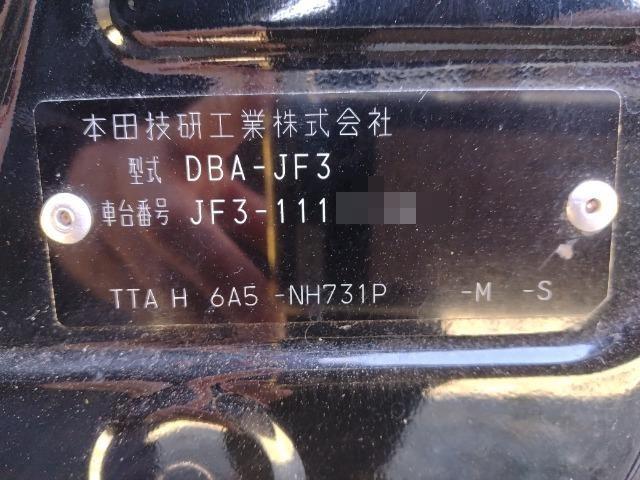 本田技研工業株式会社
型式 DBA-JF3
車台番号 JF3-111
TTA H 6A5 -NH731P -M -S